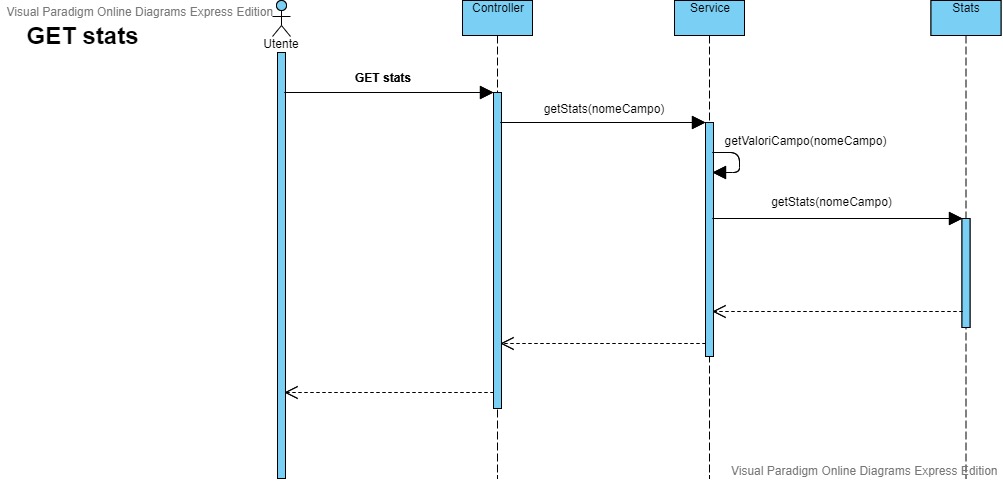 Visual Paradigm Online Diagrams Express Edition
GET stats
Utente
Controller
Service
Stats
GET stats
getStats(nomeCampo)
getValoriCampo(nomeCampo)
getStats(nomeCampo)
Visual Paradigm Online Diagrams Express Edition